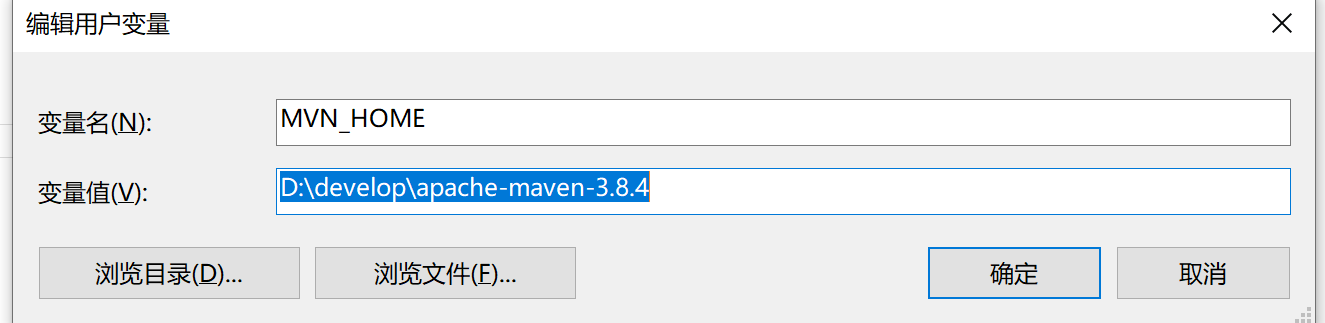 编辑用户变量
变量名(N):
MVN_HOME
变量值(V):
D:\develop\apache-maven-3.8.4
浏览目录(D)...
浏览文件(F)...
确定
取消